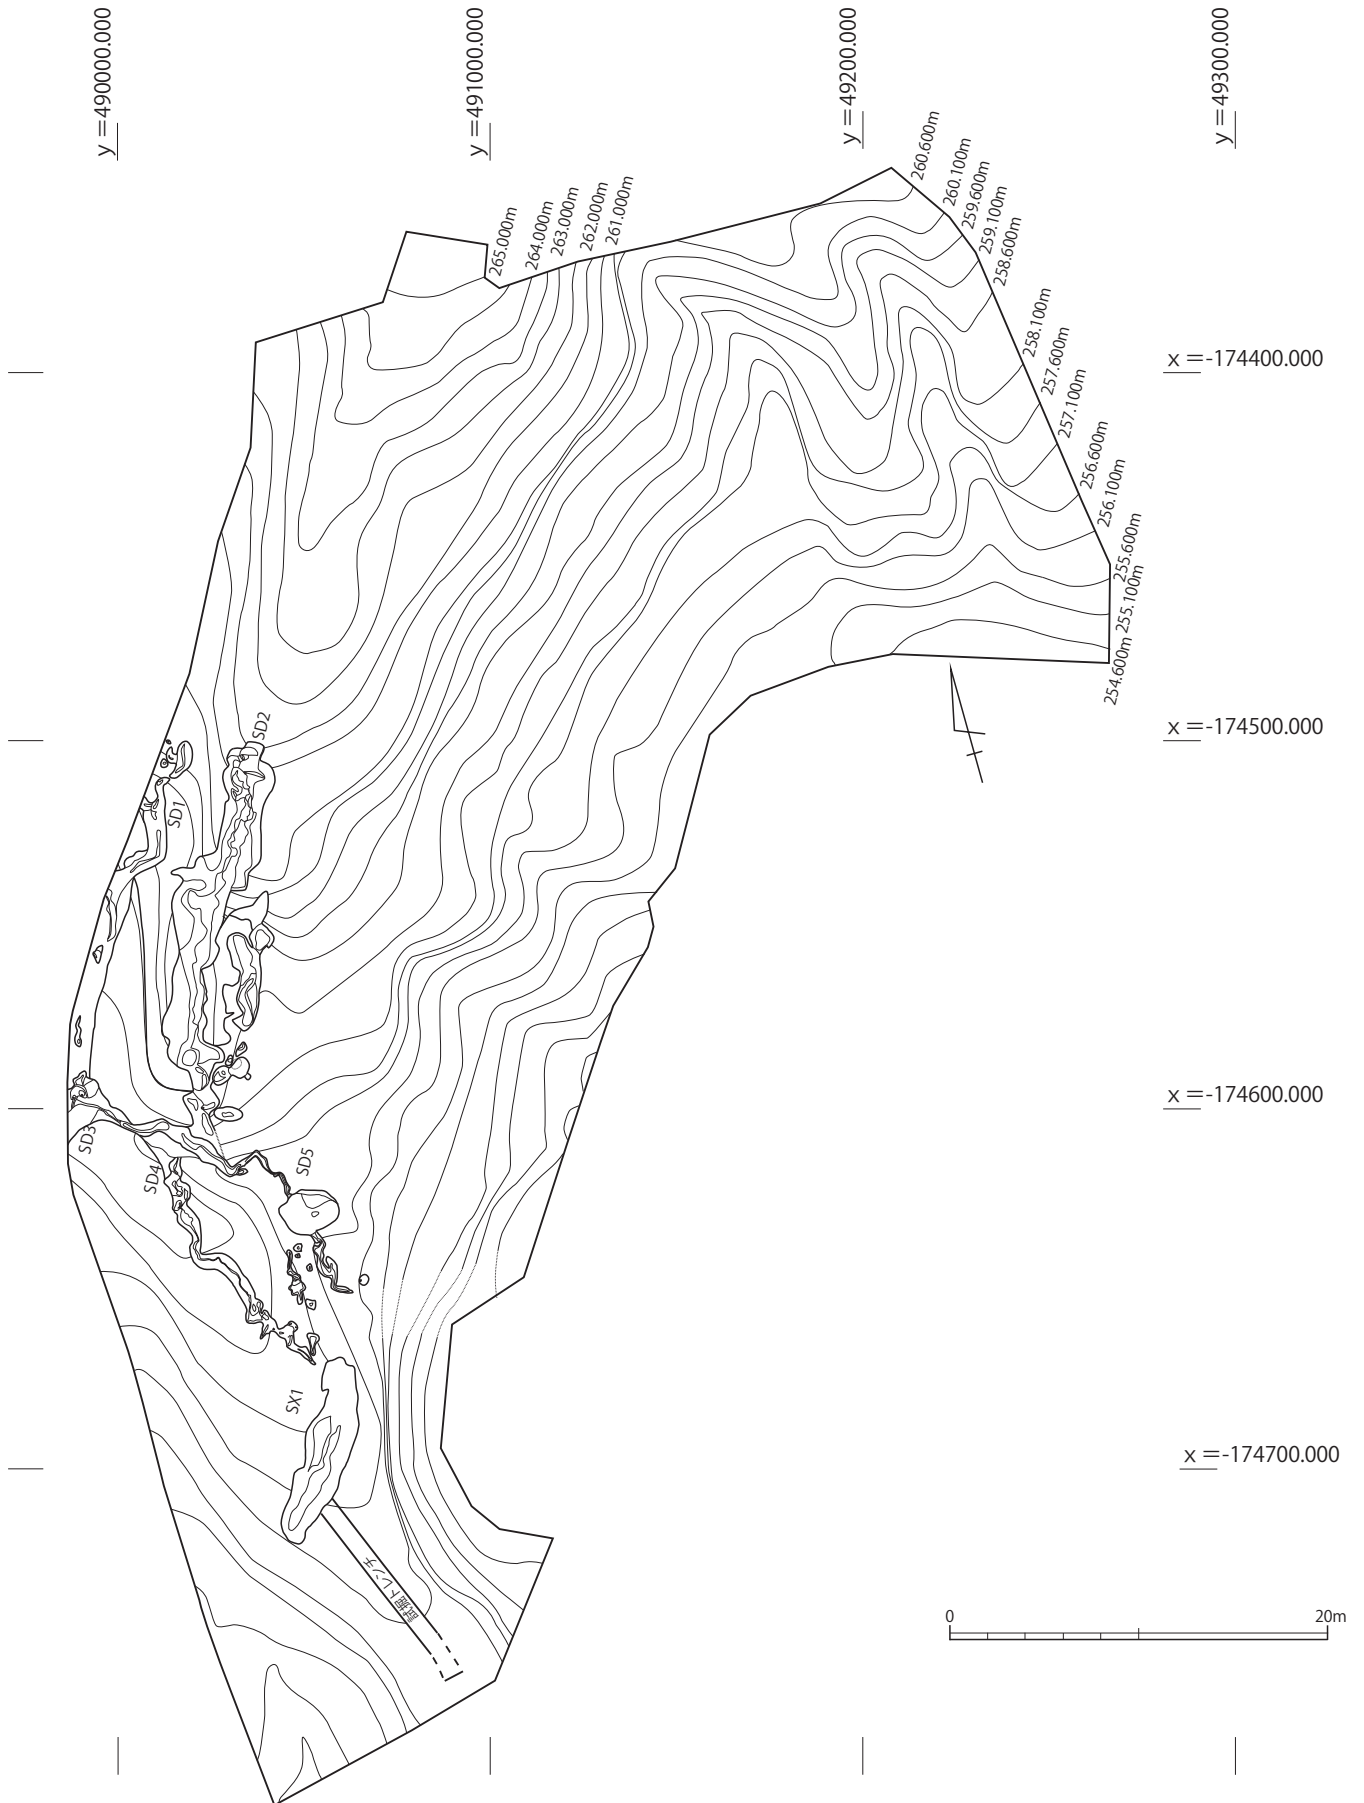 y =49000.000
y =49100.000
y =49200.000
y =49300.000
260.600m
260.100m
259.600m
259.100m
258.600m
265.000m
264.000m
263.000m
262.000m
261.000m
258.100m
257.600m
257.100m
256.600m
256.100m
255.600m
255.100m
254.600m
x =-174400.000
x =-174500.000
x =-174600.000
x =-174700.000
SD2
SD1
SD3
SD4
SD5
SX1
試掘トレンチ
0
20m